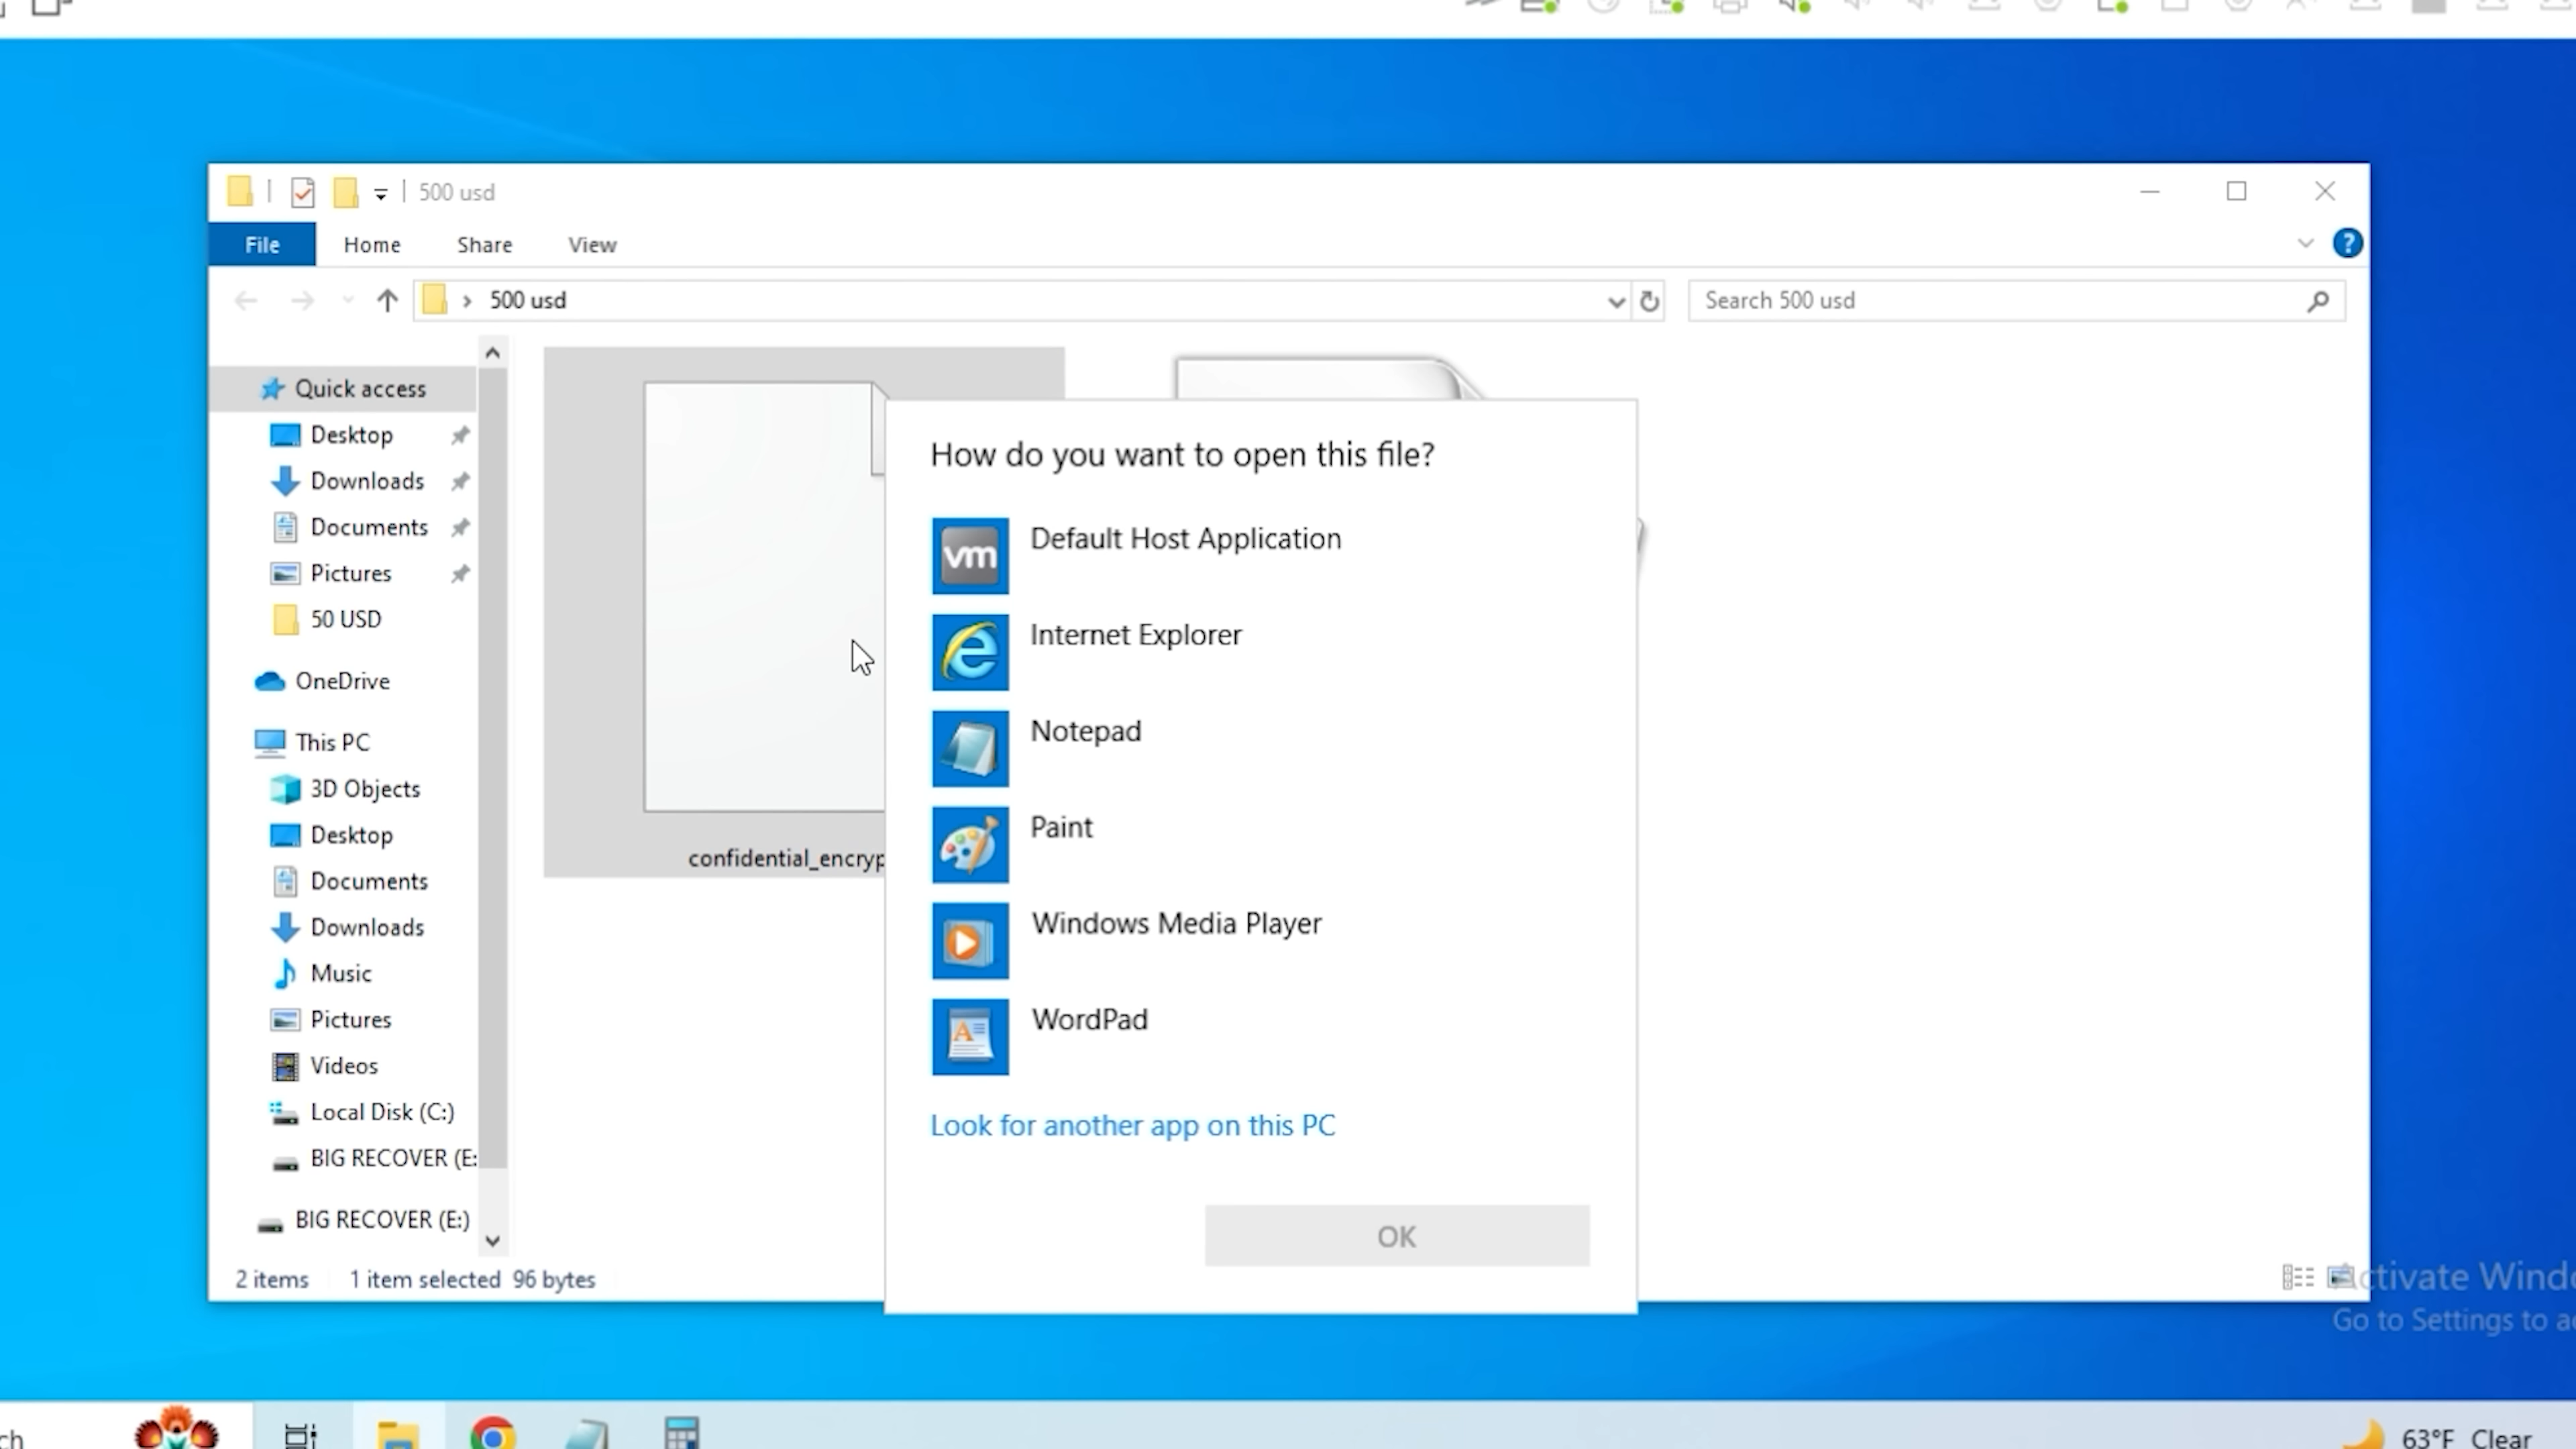 500 usd
File Home Share View
500 usd
Search 500 usd
Quick access
Desktop
Downloads
Documents
Pictures
50 USD
OneDrive
This PC
3D Objects
Desktop
Documents
Downloads
Music
Pictures
Videos
Local Disk (C:)
BIG RECOVER (E:
BIG RECOVER (E:)
confidential_encryp
How do you want to open this file?
vm
Default Host Application
Internet Explorer
Notepad
Paint
Windows Media Player
WordPad
Look for another app on this PC
OK
2 items 1 item selected 96 bytes
Activate Windo
Go to Settings to a
ch
63°F Clear